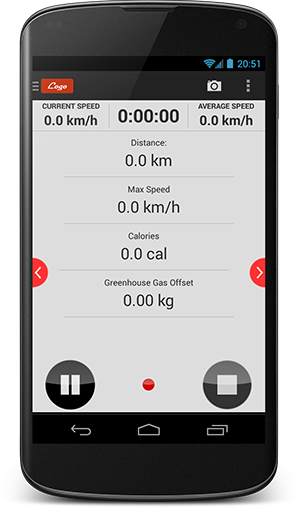 20:51
Logo
CURRENT SPEED
0.0 km/h
0:00:00
AVERAGE SPEED
0.0 km/h
Distance:
0.0 km
Max Speed
0.0 km/h
Calories
0.0 cal
Greenhouse Gas Offset
0.00 kg